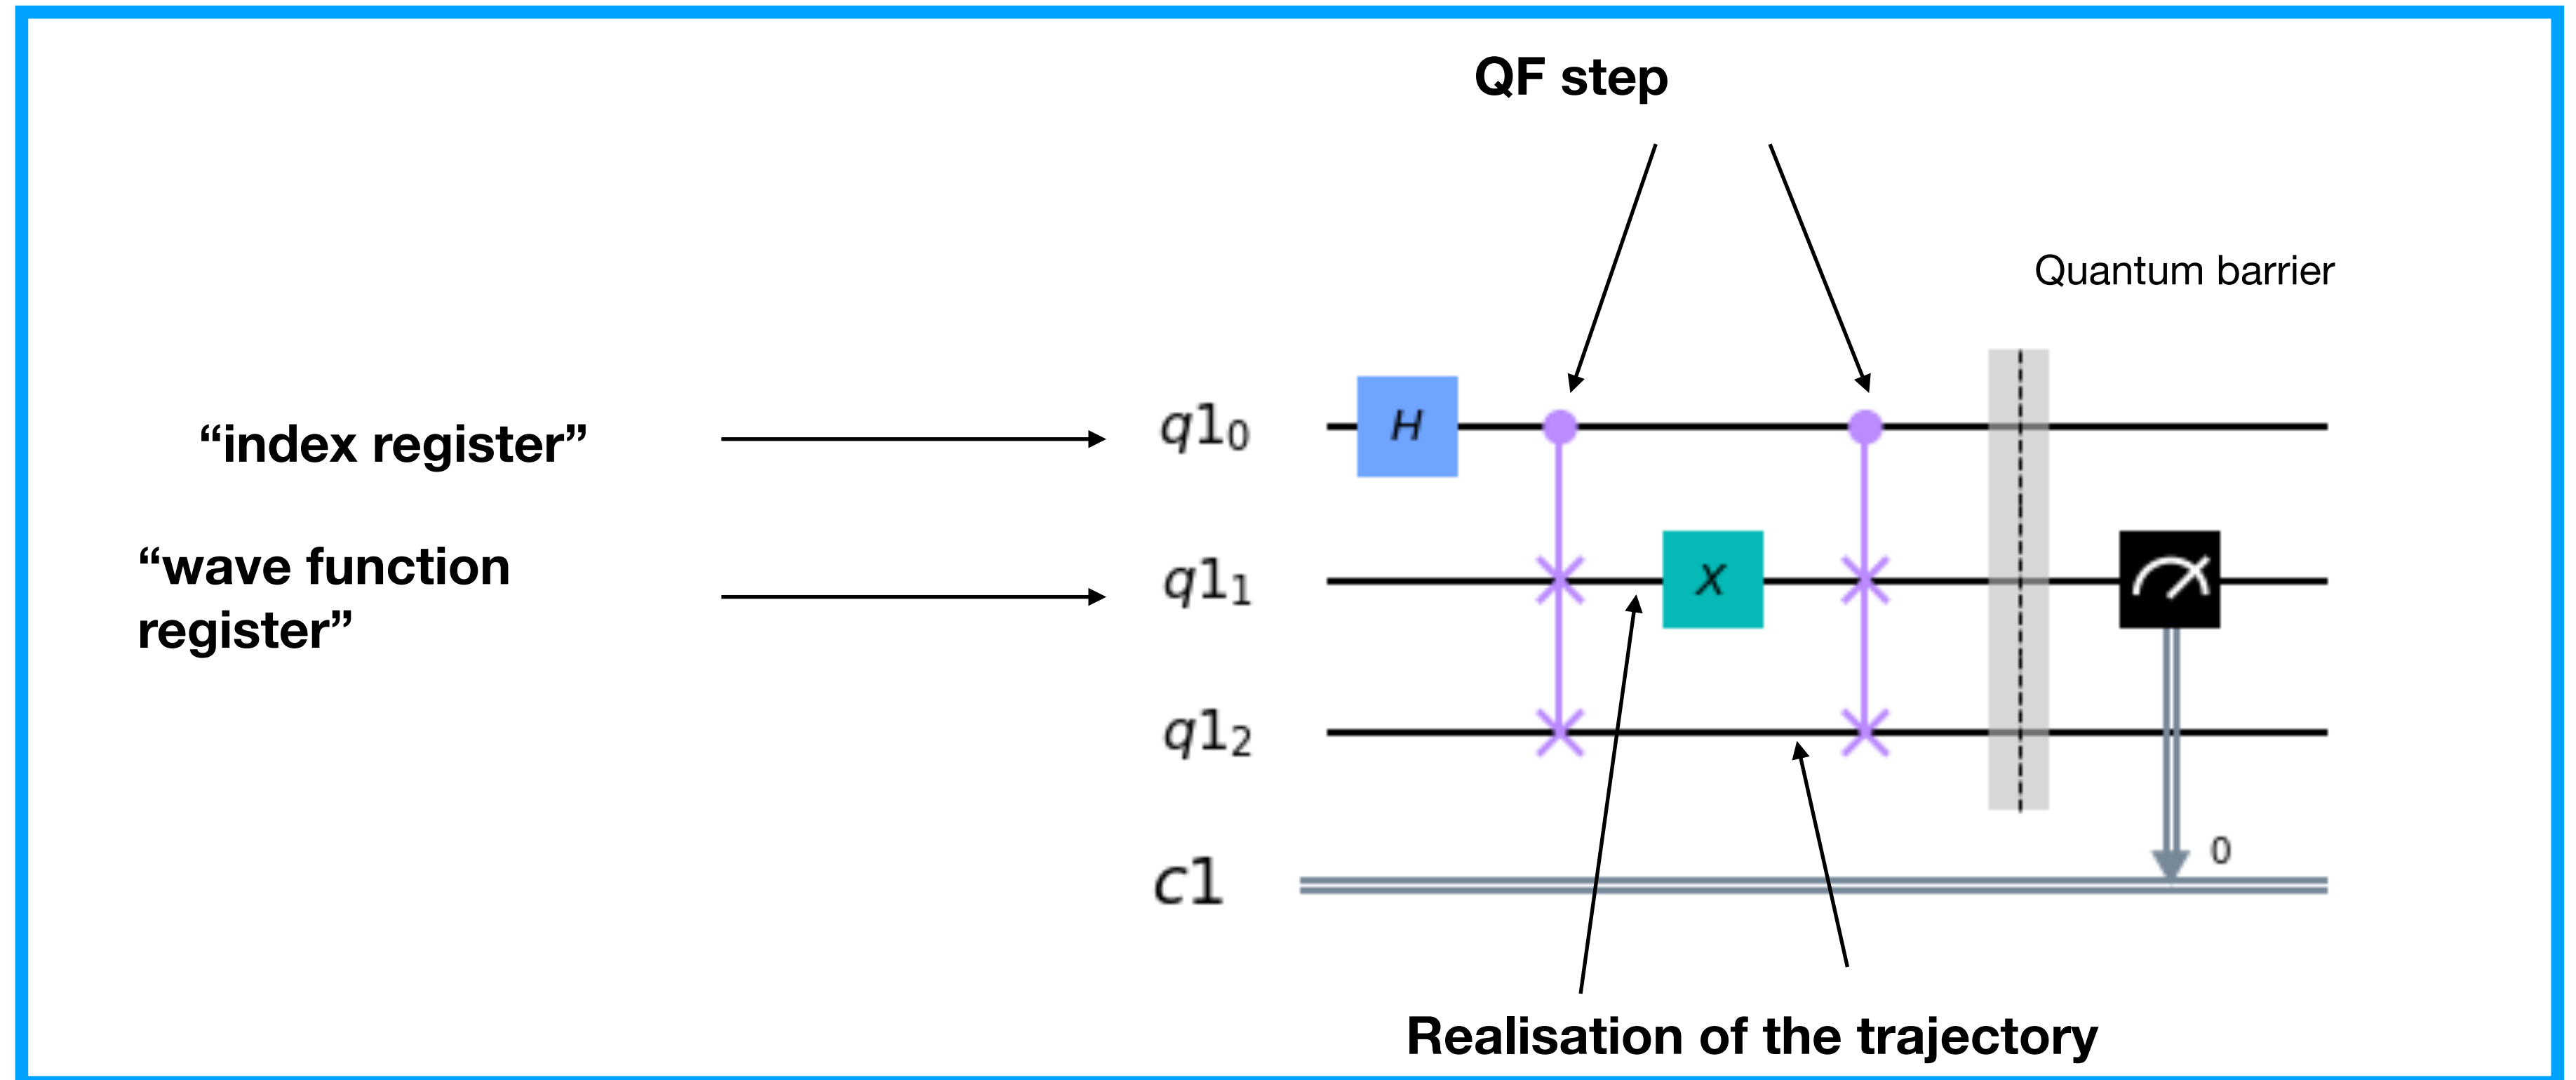 QF step
Quantum barrier
“index register”
q1₀
H
“wave function
register”
q1₁
X
q1₂
0
c1
Realisation of the trajectory